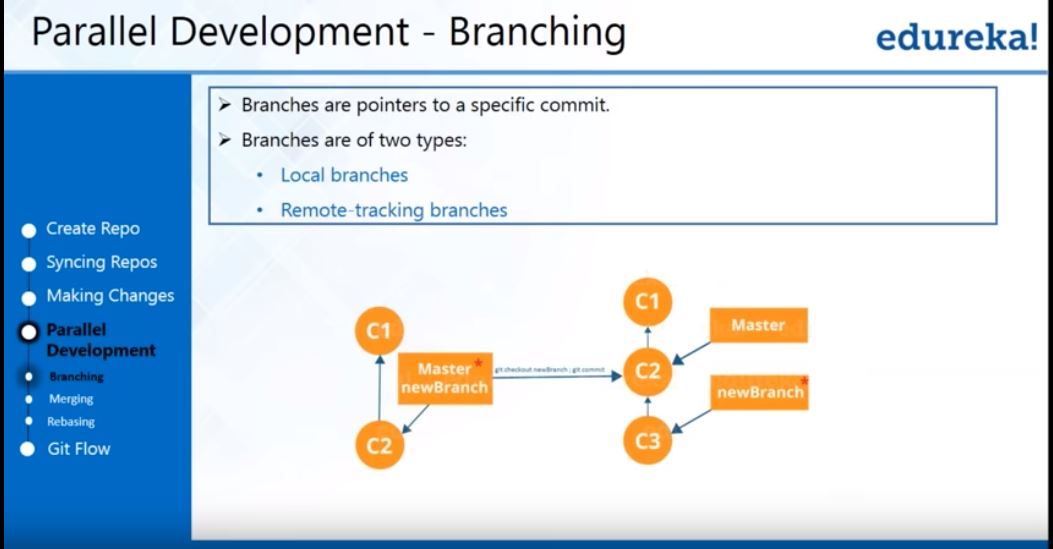 Parallel Development - Branching
edureka!
➢ Branches are pointers to a specific commit.
➢ Branches are of two types:
• Local branches
• Remote-tracking branches
Create Repo
Syncing Repos
Making Changes
Parallel
Development
Branching
Merging
Rebasing
Git Flow
C1
Master *
newBranch
C2
git checkout newBranch ; git commit
C1
Master
C2
newBranch *
C3